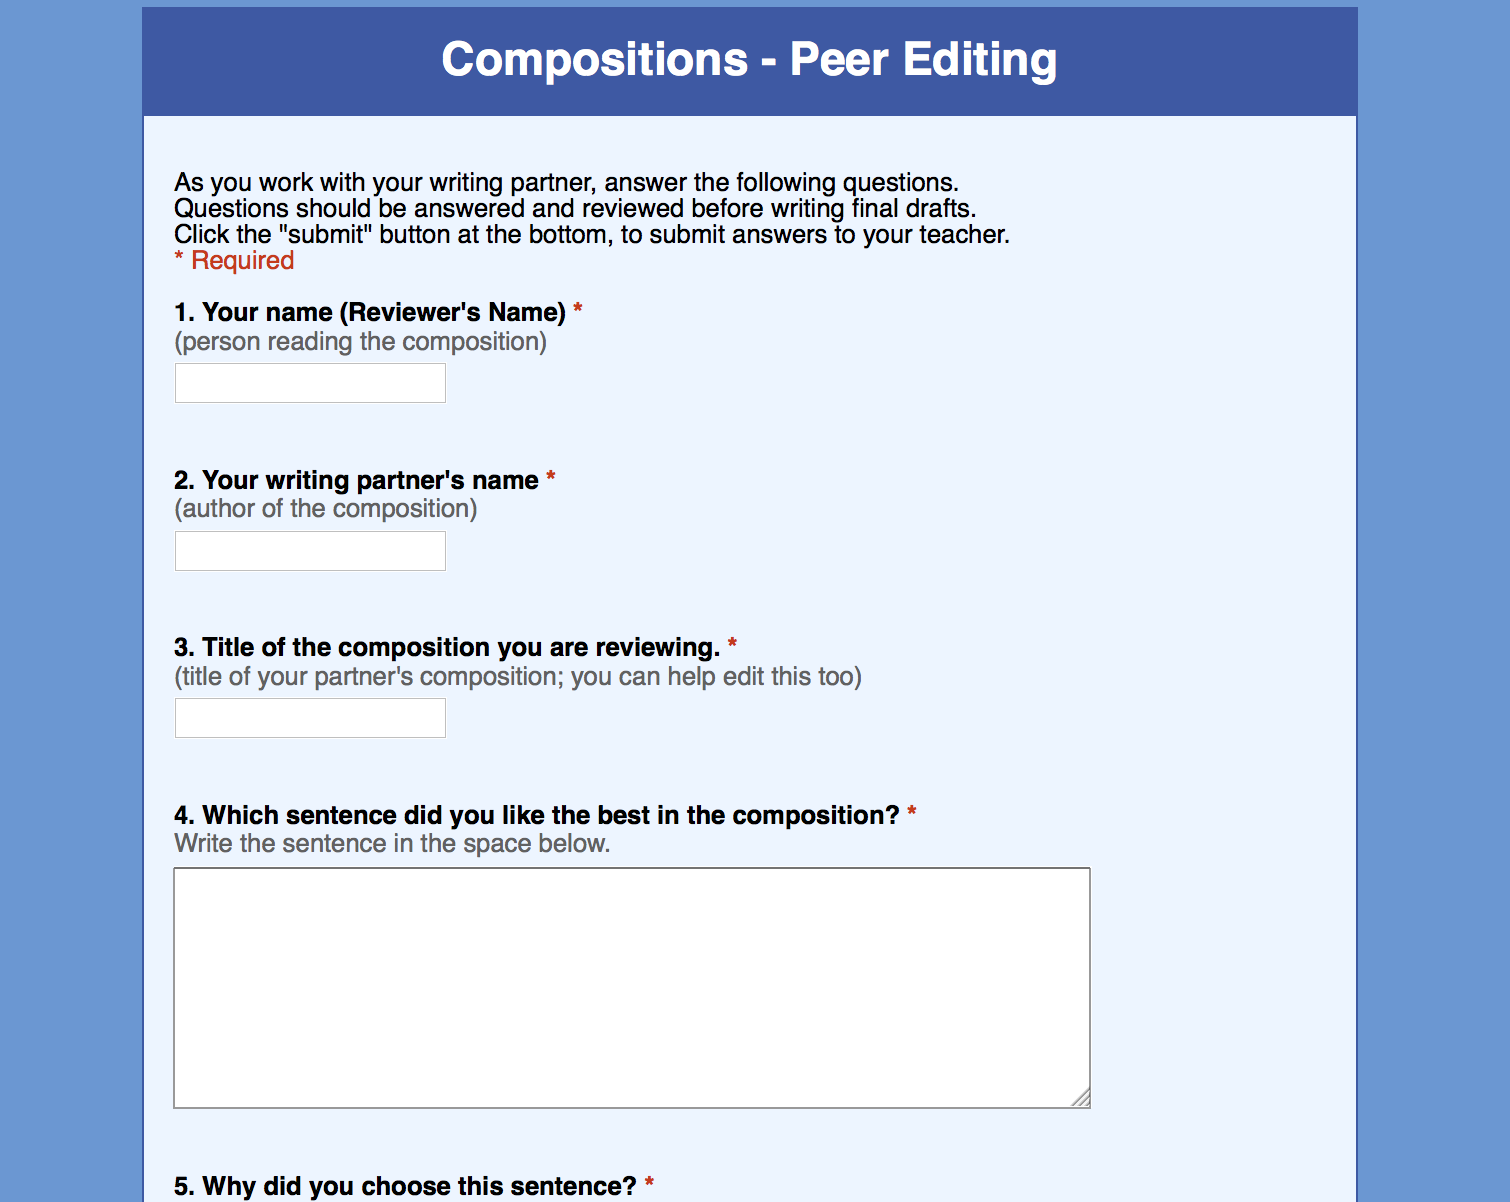 Compositions - Peer Editing
As you work with your writing partner, answer the following questions.
Questions should be answered and reviewed before writing final drafts.
Click the "submit" button at the bottom, to submit answers to your teacher.
* Required
1. Your name (Reviewer's Name) *
(person reading the composition)
2. Your writing partner's name *
(author of the composition)
3. Title of the composition you are reviewing. *
(title of your partner's composition; you can help edit this too)
4. Which sentence did you like the best in the composition? *
Write the sentence in the space below.
5. Why did you choose this sentence? *